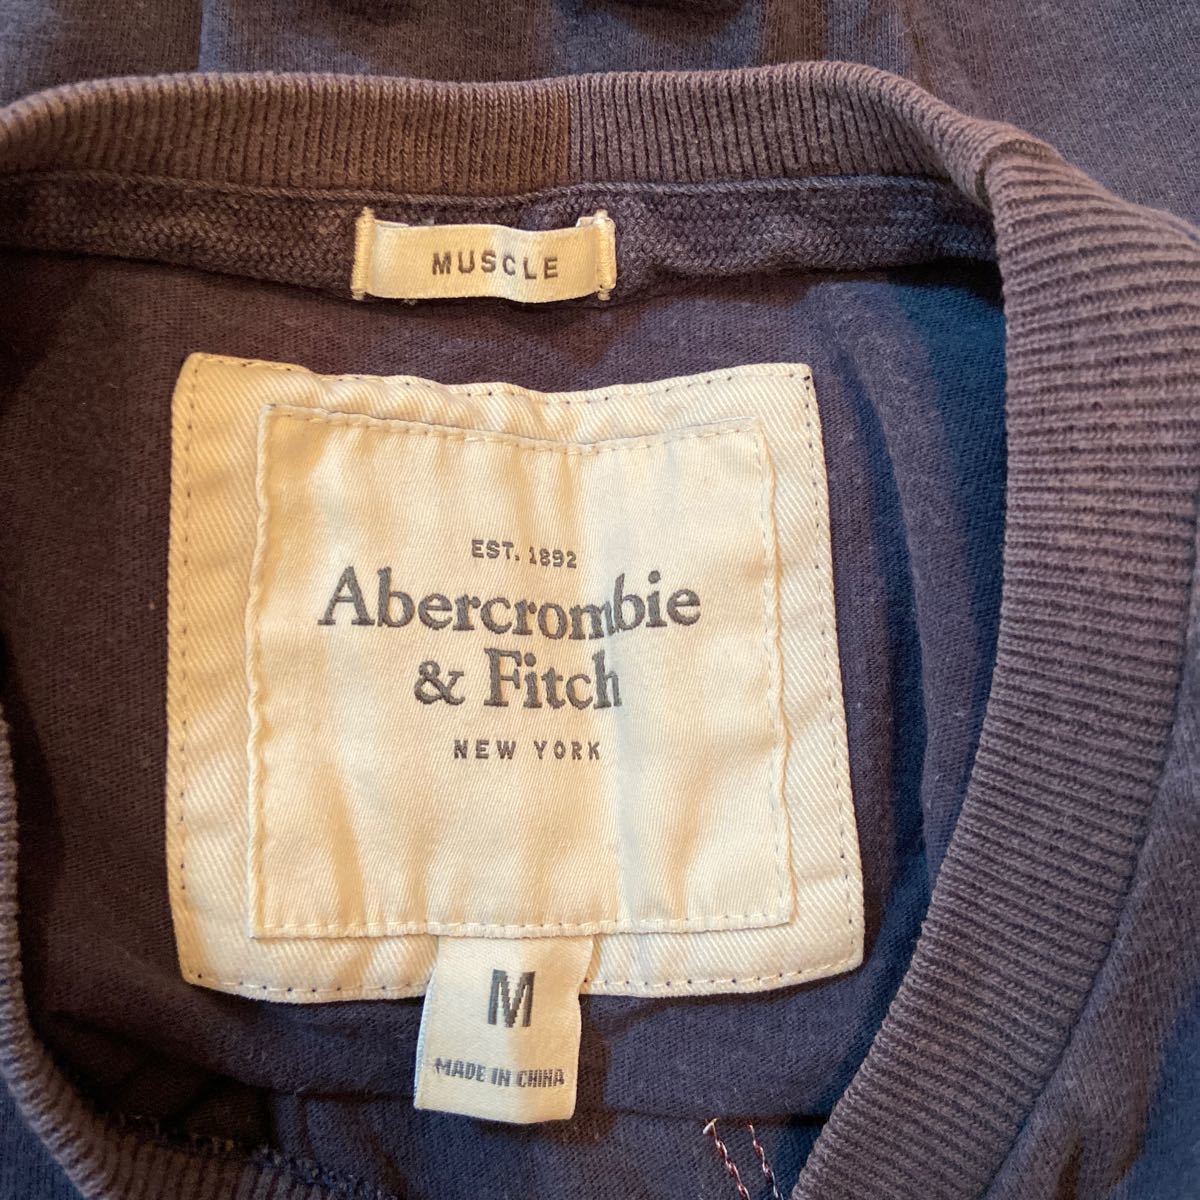 MUSCLE
EST. 1892
Abercrombie
& Fitch
NEW YORK
M
MADE IN CHINA